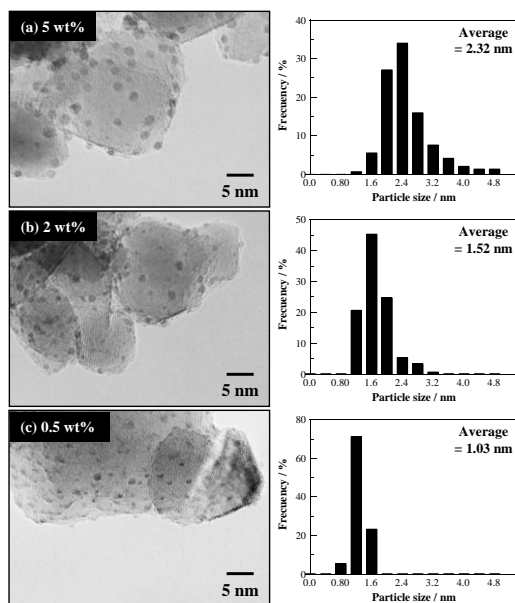 (a) 5 wt%
5 nm
Average
= 2.32 nm
Frecuency / %
40
30
20
10
0
0.0 0.80 1.6 2.4 3.2 4.0 4.8
Particle size / nm
(b) 2 wt%
5 nm
Average
= 1.52 nm
Frecuency / %
50
40
30
20
10
0
0.0 0.80 1.6 2.4 3.2 4.0 4.8
Particle size / nm
(c) 0.5 wt%
5 nm
Average
= 1.03 nm
Frecuency / %
80
60
40
20
0
0.0 0.80 1.6 2.4 3.2 4.0 4.8
Particle size / nm